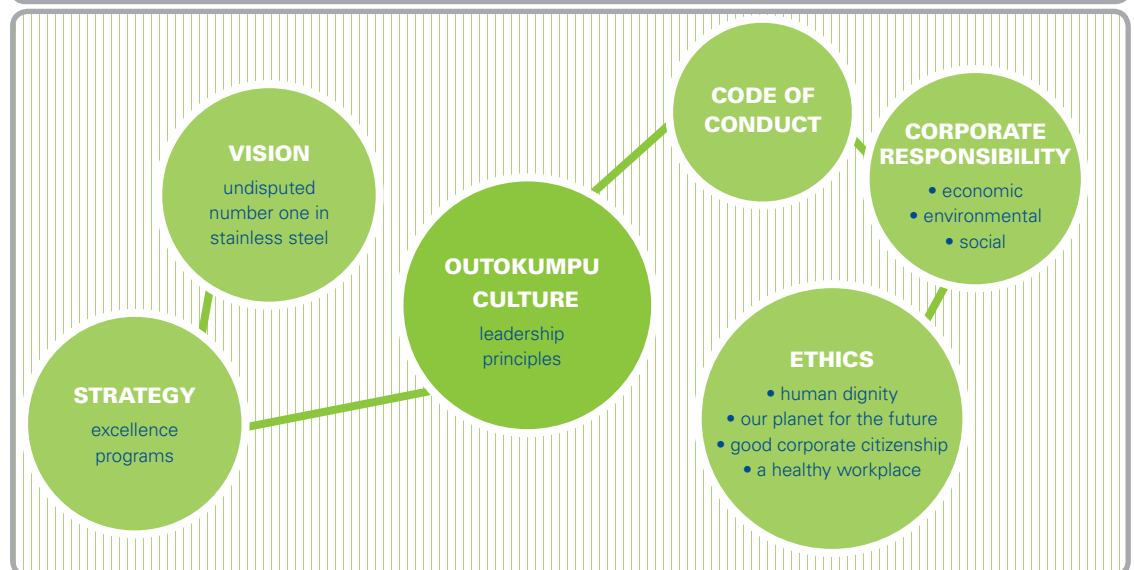 VISION
undisputed
number one in
stainless steel
STRATEGY
excellence
programs
OUTOKUMPU
CULTURE
leadership
principles
CODE OF
CONDUCT
CORPORATE
RESPONSIBILITY
• economic
• environmental
• social
ETHICS
• human dignity
• our planet for the future
• good corporate citizenship
• a healthy workplace